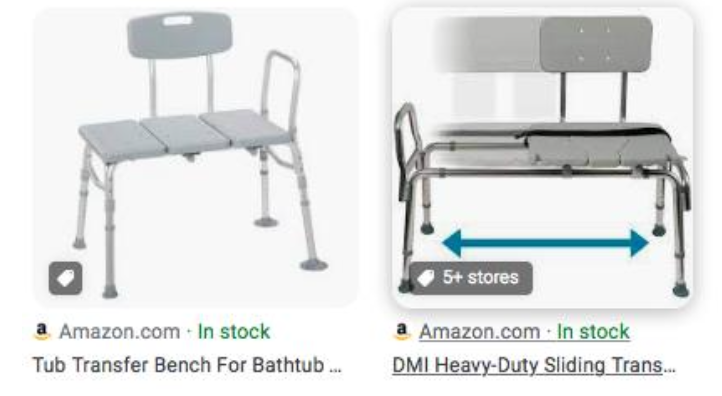 5+ stores
Amazon.com · In stock
Amazon.com · In stock
Tub Transfer Bench For Bathtub ...
DMI Heavy-Duty Sliding Trans...